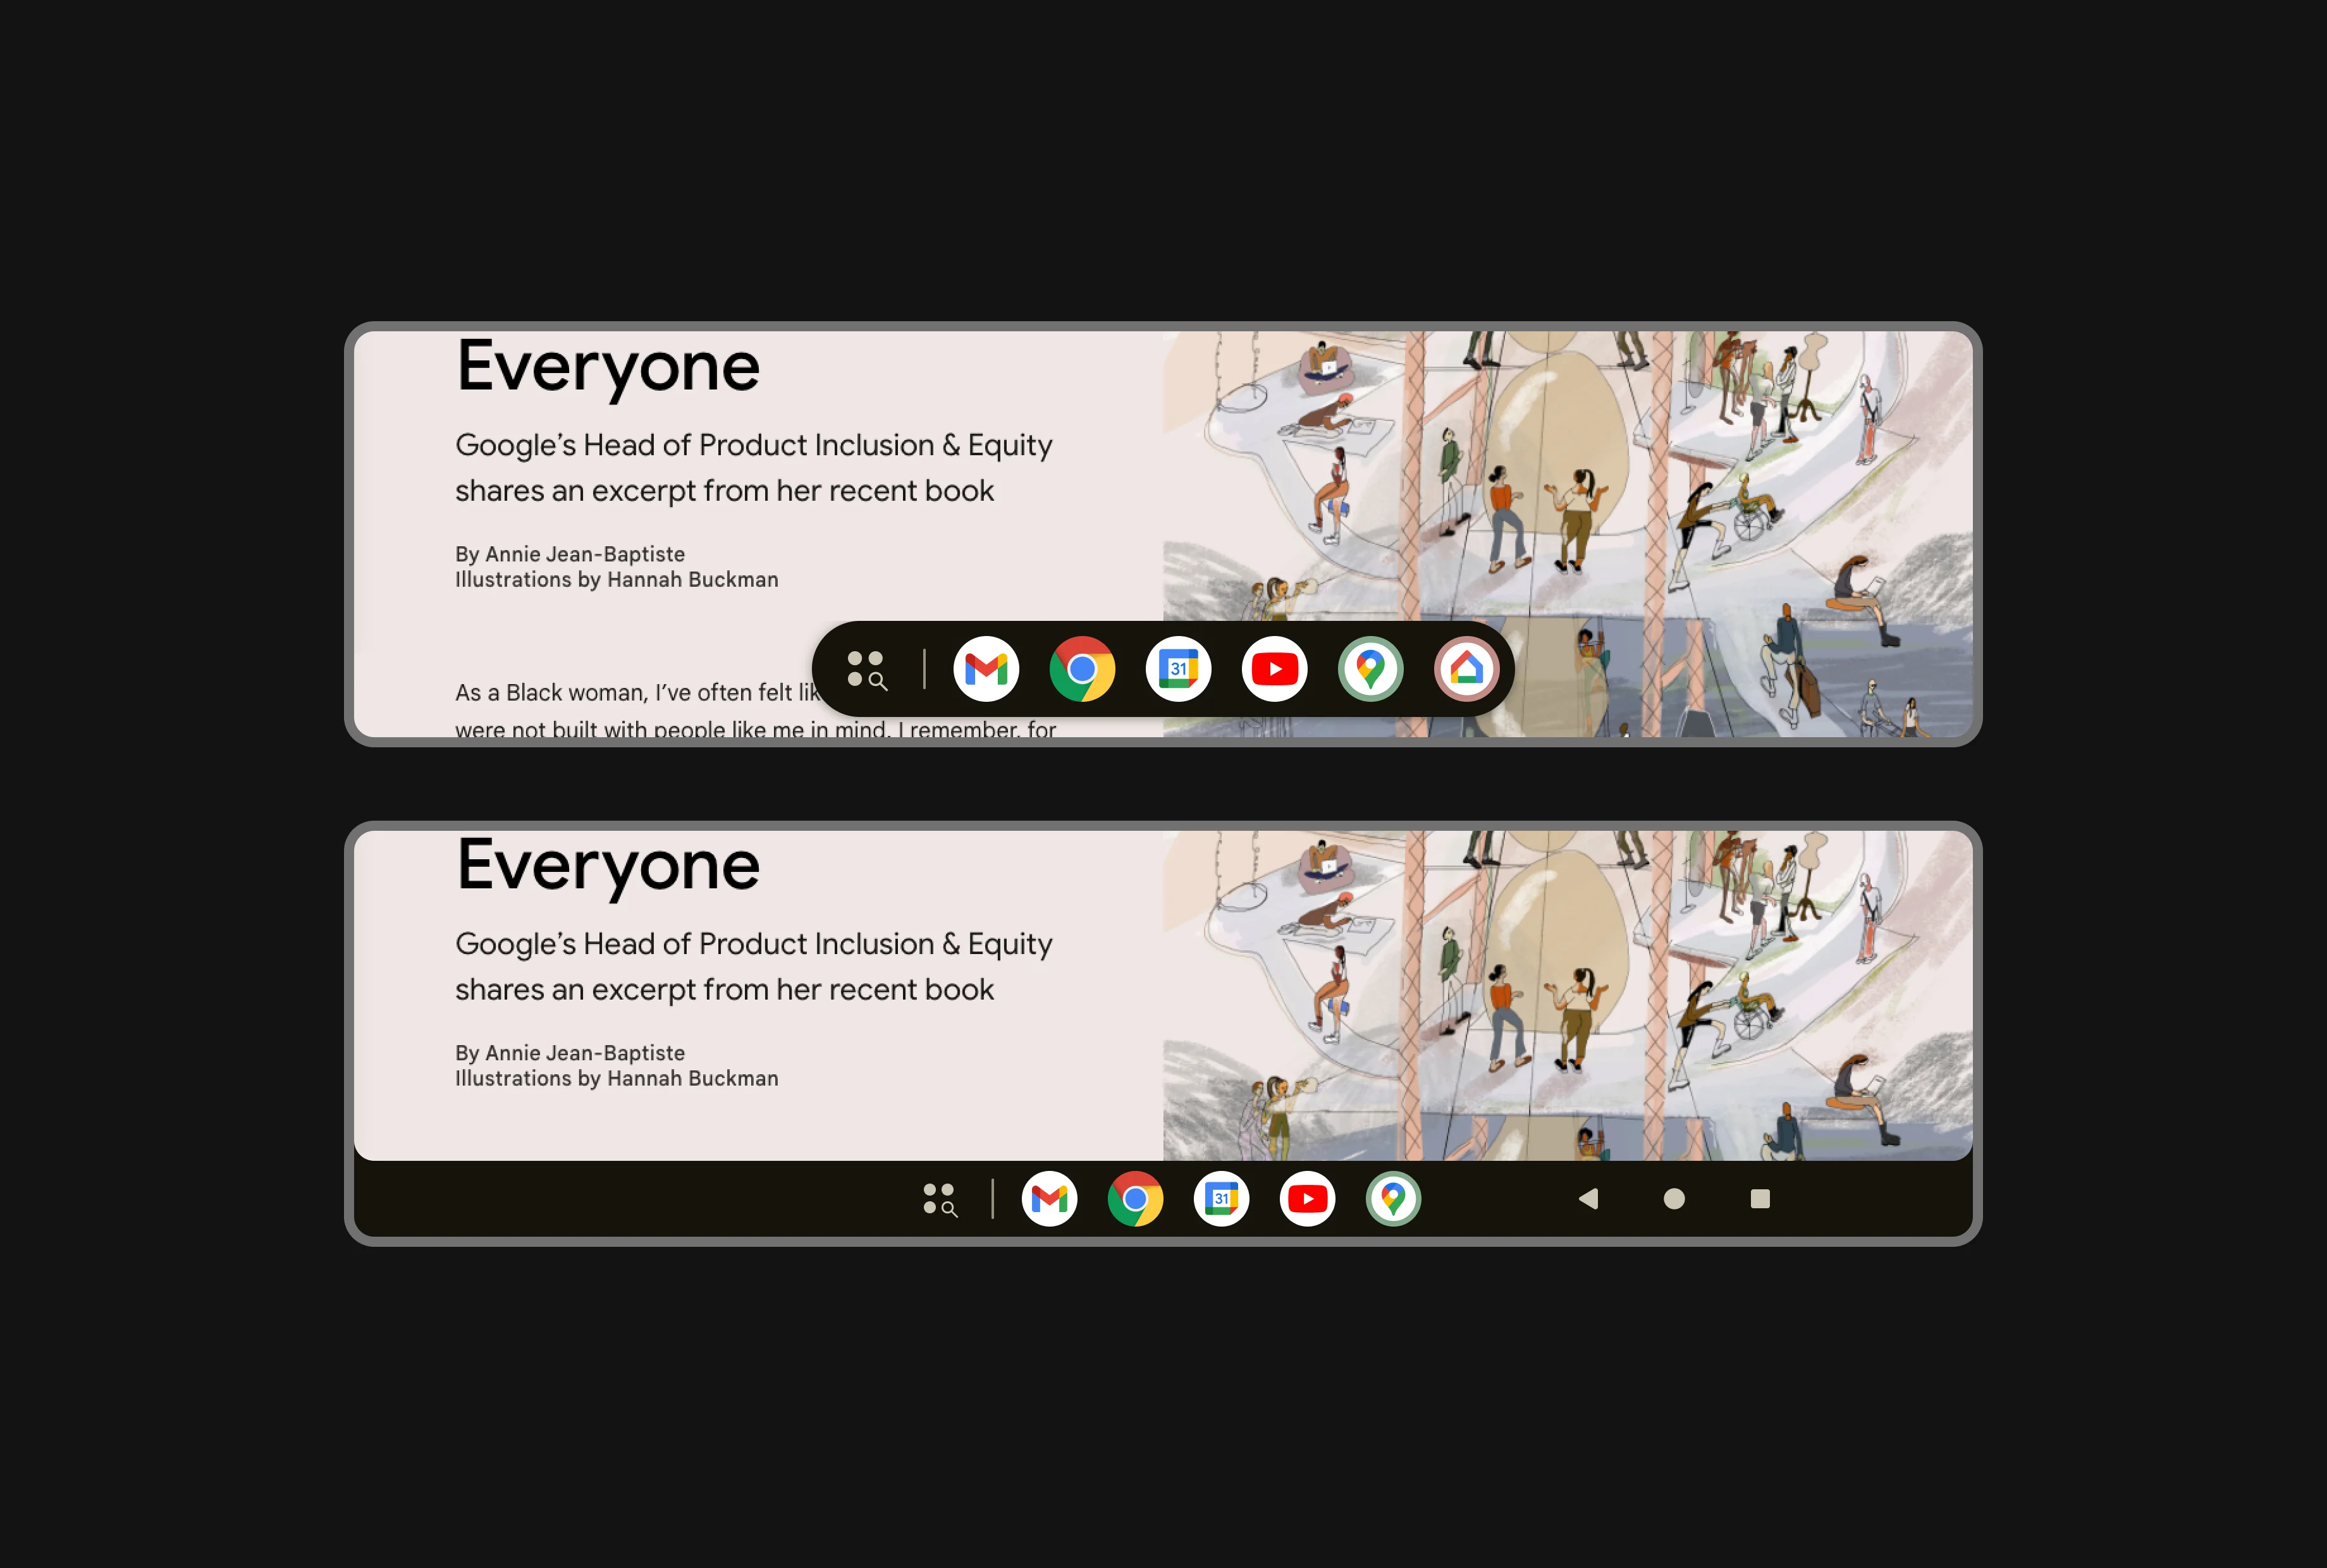 Everyone
Google’s Head of Product Inclusion & Equity
shares an excerpt from her recent book
By Annie Jean-Baptiste
Illustrations by Hannah Buckman
As a Black woman, I’ve often felt lik
were not built with people like me in mind. I remember, for
31
Everyone
Google’s Head of Product Inclusion & Equity
shares an excerpt from her recent book
By Annie Jean-Baptiste
Illustrations by Hannah Buckman
31